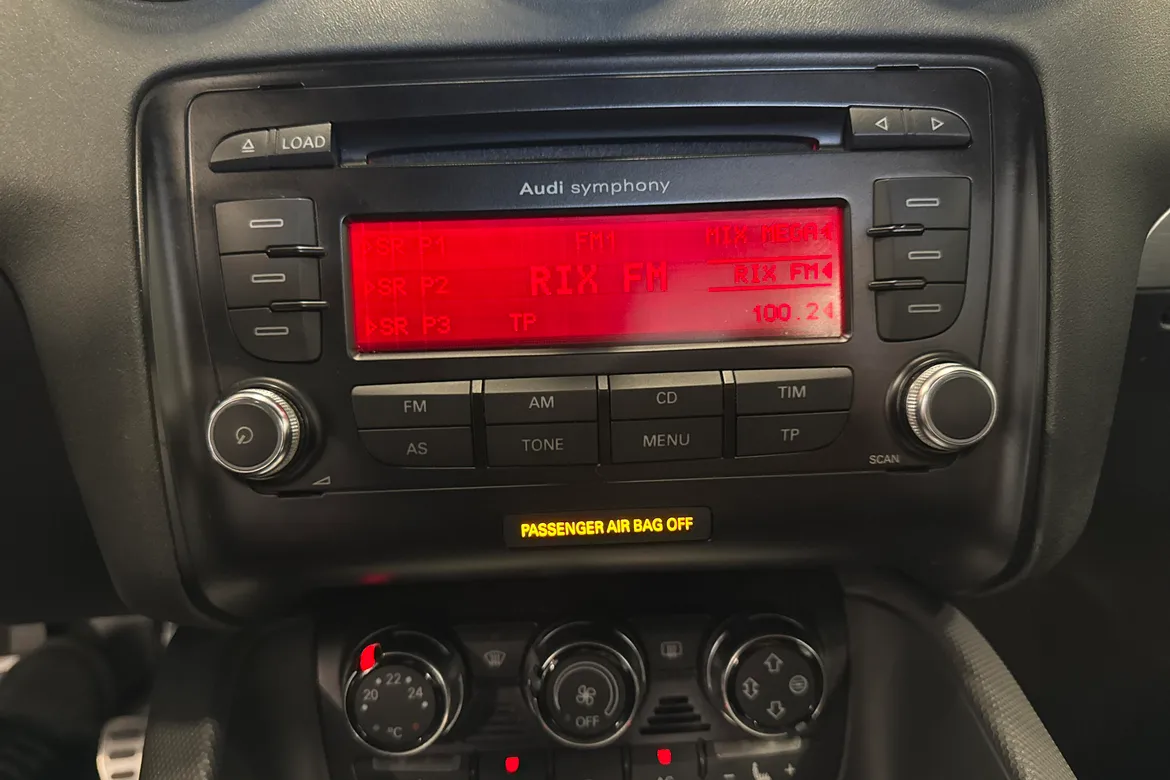 LOAD
Audi symphony
SR P1 FM1 MIX MEGA
SR P2 RIX FM RIX FM
SR P3 TP 100.2
FM AM CD TIM
AS TONE MENU TP
SCAN
PASSENGER AIR BAG OFF
20 22 24
°C
OFF